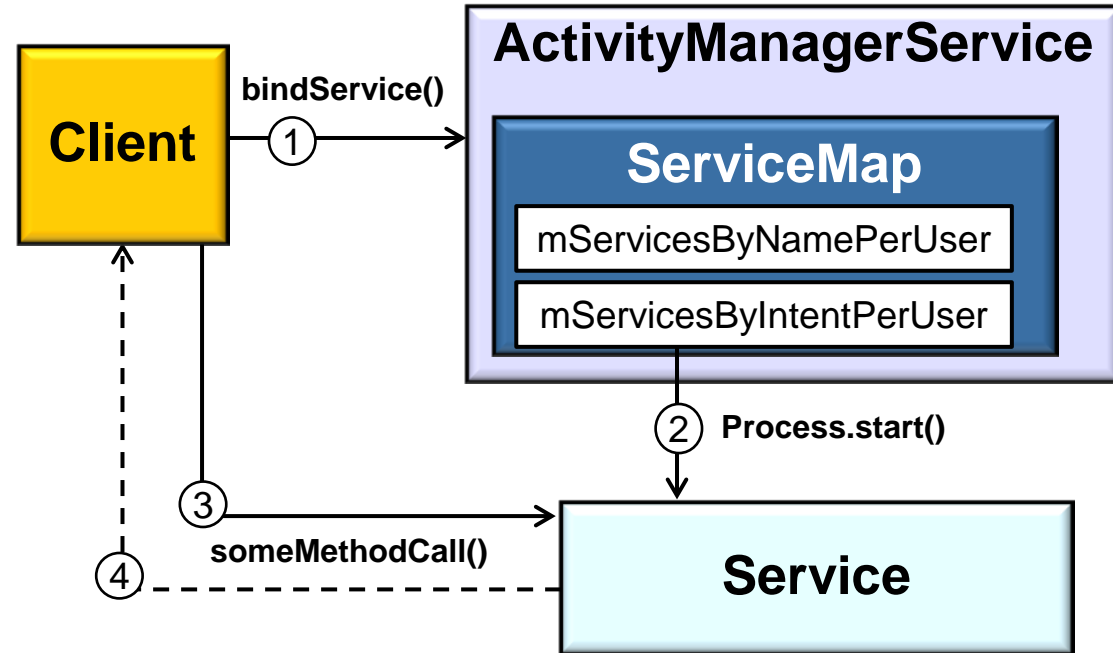 ActivityManagerService
bindService()
Client
1
ServiceMap
mServicesByNamePerUser
mServicesByIntentPerUser
2
Process.start()
3
someMethodCall()
4
Service